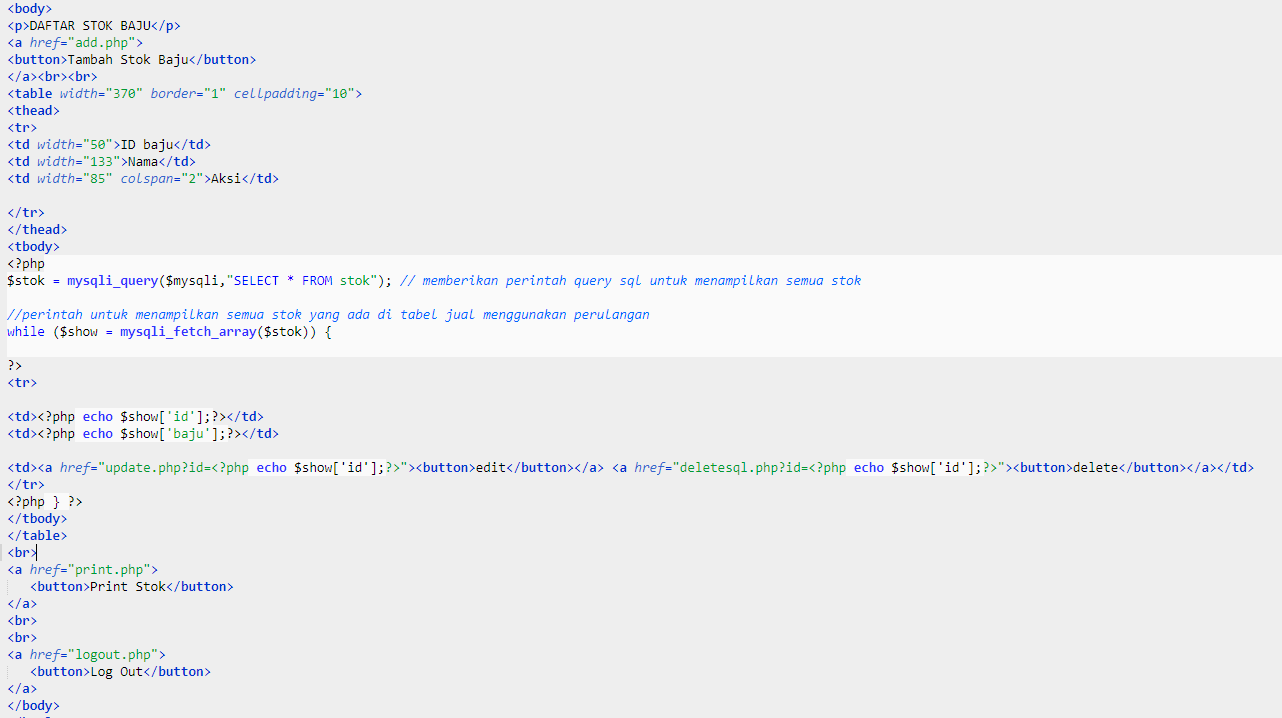 <body>
<p>DAFTAR STOK BAJU</p>
<a href="add.php">
<button>Tambah Stok Baju</button>
</a><br><br>
<table width="370" border="1" cellpadding="10">
<thead>
<tr>
<td width="50">ID baju</td>
<td width="133">Nama</td>
<td width="85" colspan="2">Aksi</td>

</tr>
</thead>
<tbody>
<?php
$stok = mysqli_query($mysqli,"SELECT * FROM stok"); // memberikan perintah query sql untuk menampilkan semua stok

//perintah untuk menampilkan semua stok yang ada di tabel jual menggunakan perulangan
while ($show = mysqli_fetch_array($stok)) {

?>
<tr>

<td><?php echo $show['id'];?></td>
<td><?php echo $show['baju'];?></td>

<td><a href="update.php?id=<?php echo $show['id'];?>"><button>edit</button></a> <a href="deletesql.php?id=<?php echo $show['id'];?>"><button>delete</button></a></td>
</tr>
<?php } ?>
</tbody>
</table>
<br>
<a href="print.php">
   <button>Print Stok</button>
</a>
<br>
<br>
<a href="logout.php">
   <button>Log Out</button>
</a>
</body>